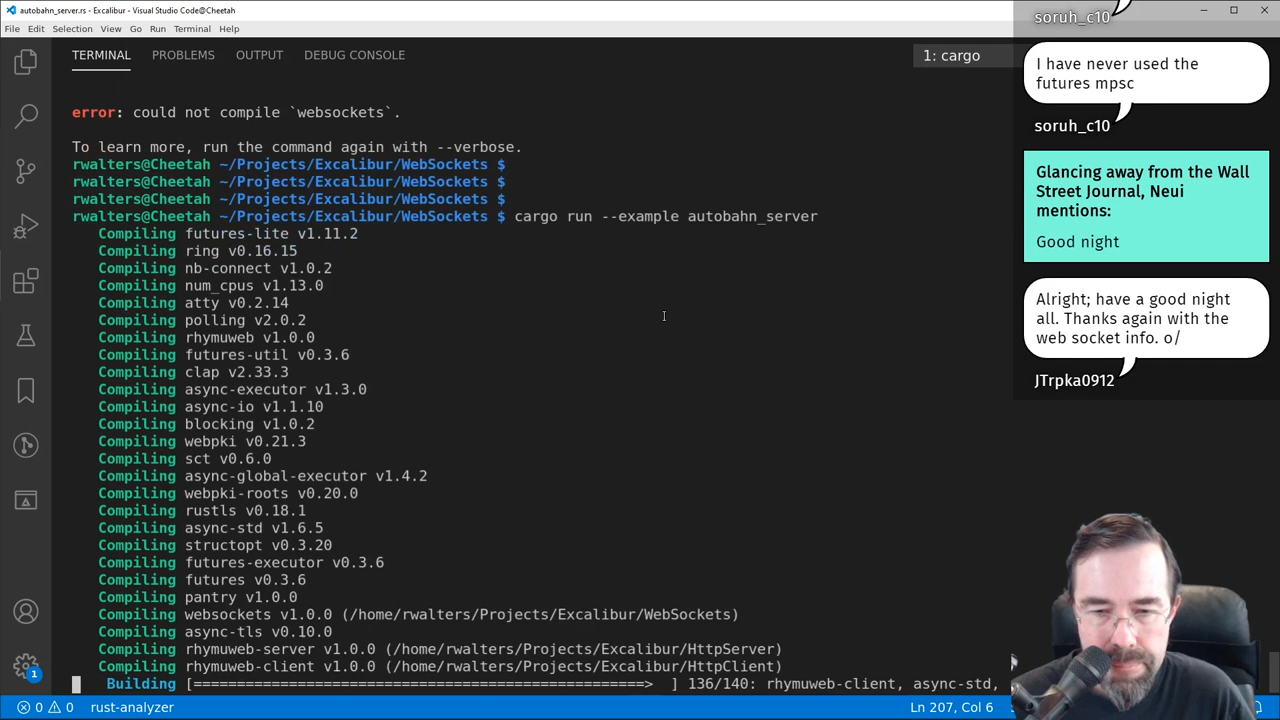 autobahn_server.rs - Excalibur - Visual Studio Code@Cheetah
File Edit Selection View Go Run Terminal Help
TERMINAL PROBLEMS OUTPUT DEBUG CONSOLE 1: cargo
error: could not compile `websockets`.
To learn more, run the command again with --verbose.
rwalters@Cheetah ~/Projects/Excalibur/WebSockets $
rwalters@Cheetah ~/Projects/Excalibur/WebSockets $
rwalters@Cheetah ~/Projects/Excalibur/WebSockets $
rwalters@Cheetah ~/Projects/Excalibur/WebSockets $ cargo run --example autobahn_server
Compiling futures-lite v1.11.2
Compiling ring v0.16.15
Compiling nb-connect v1.0.2
Compiling num_cpus v1.13.0
Compiling atty v0.2.14
Compiling polling v2.0.2
Compiling rhymuweb v1.0.0
Compiling futures-util v0.3.6
Compiling clap v2.33.3
Compiling async-executor v1.3.0
Compiling async-io v1.1.10
Compiling blocking v1.0.2
Compiling webpki v0.21.3
Compiling sct v0.6.0
Compiling async-global-executor v1.4.2
Compiling webpki-roots v0.20.0
Compiling rustls v0.18.1
Compiling async-std v1.6.5
Compiling structopt v0.3.20
Compiling futures-executor v0.3.6
Compiling futures v0.3.6
Compiling pantry v1.0.0
Compiling websockets v1.0.0 (/home/rwalters/Projects/Excalibur/WebSockets)
Compiling async-tls v0.10.0
Compiling rhymuweb-server v1.0.0 (/home/rwalters/Projects/Excalibur/HttpServer)
Compiling rhymuweb-client v1.0.0 (/home/rwalters/Projects/Excalibur/HttpClient)
Building [====================================================> ] 136/140: rhymuweb-client, async-std,
1
0 0 rust-analyzer Ln 207, Col 6
soruh_c10
I have never used the
futures mpsc
soruh_c10
Glancing away from the Wall
Street Journal, Neui
mentions:
Good night
Alright; have a good night
all. Thanks again with the
web socket info. o/
JTrpka0912